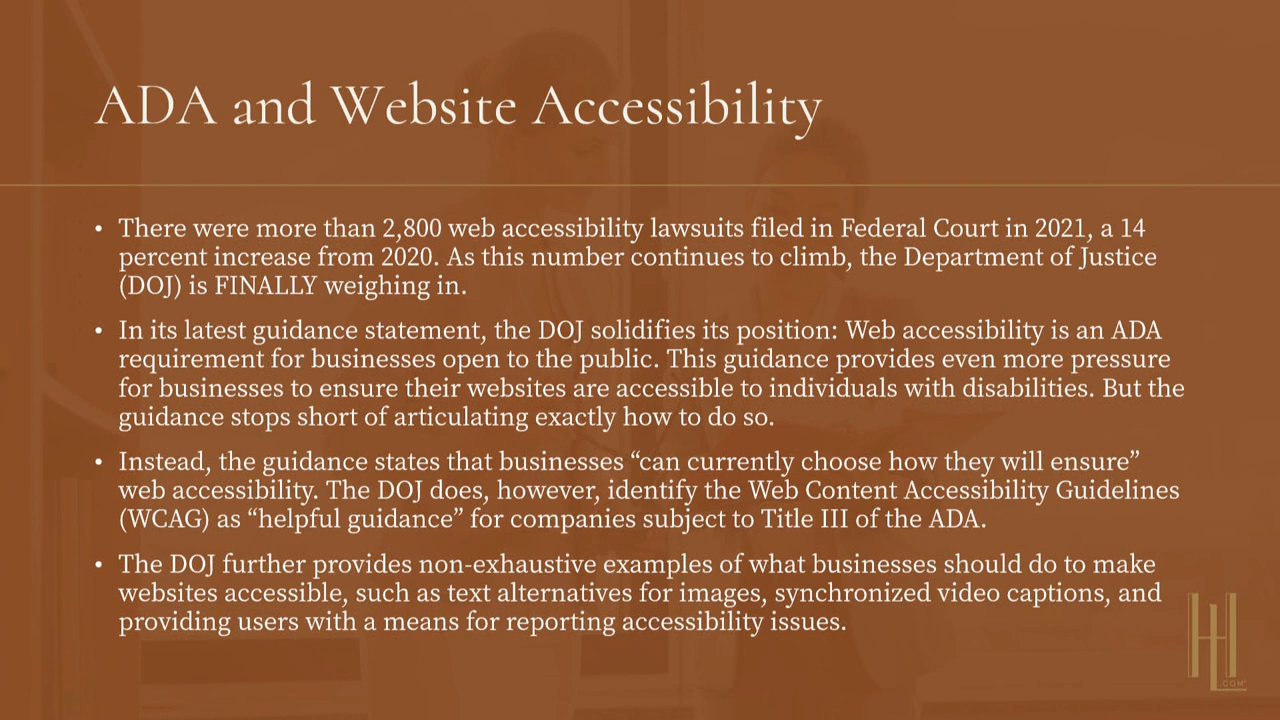 ADA and Website Accessibility
• There were more than 2,800 web accessibility lawsuits filed in Federal Court in 2021, a 14
percent increase from 2020. As this number continues to climb, the Department of Justice
(DOJ) is FINALLY weighing in.
• In its latest guidance statement, the DOJ solidifies its position: Web accessibility is an ADA
requirement for businesses open to the public. This guidance provides even more pressure
for businesses to ensure their websites are accessible to individuals with disabilities. But the
guidance stops short of articulating exactly how to do so.
• Instead, the guidance states that businesses “can currently choose how they will ensure”
web accessibility. The DOJ does, however, identify the Web Content Accessibility Guidelines
(WCAG) as “helpful guidance” for companies subject to Title III of the ADA.
• The DOJ further provides non-exhaustive examples of what businesses should do to make
websites accessible, such as text alternatives for images, synchronized video captions, and
providing users with a means for reporting accessibility issues.
HL
.COM